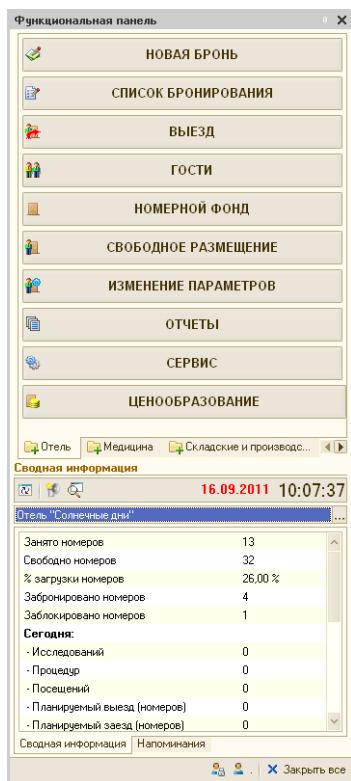 Функциональная панель
НОВАЯ БРОНЬ
СПИСОК БРОНИРОВАНИЯ
ВЫЕЗД
ГОСТИ
НОМЕРНОЙ ФОНД
СВОБОДНОЕ РАЗМЕЩЕНИЕ
ИЗМЕНЕНИЕ ПАРАМЕТРОВ
ОТЧЕТЫ
СЕРВИС
ЦЕНООБРАЗОВАНИЕ
Отель Медицина Складские и производс...
Сводная информация
16.09.2011 10:07:37
Отель "Солнечные дни" ...
Занято номеров 13
Свободно номеров 32
% загрузки номеров 26,00 %
Забронировано номеров 4
Заблокировано номеров 1
Сегодня:
- Исследований 0
- Процедур 0
- Посещений 0
- Планируемый выезд (номеров) 0
- Планируемый заезд (номеров) 0
Сводная информация Напоминания
Закрыть все